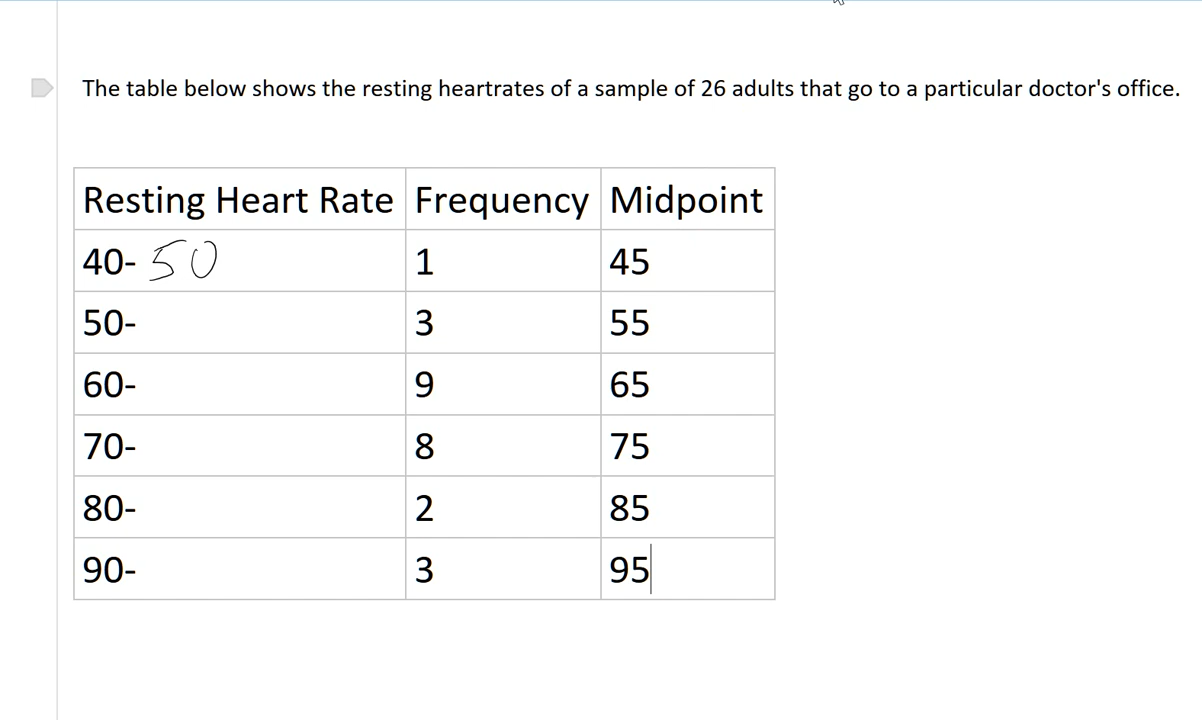 The table below shows the resting heartrates of a sample of 26 adults that go to a particular doctor's office.
Resting Heart Rate Frequency Midpoint
40- 50 1 45
50- 3 55
60- 9 65
70- 8 75
80- 2 85
90- 3 95